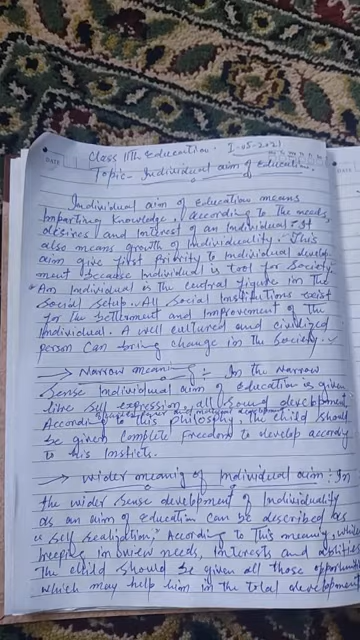 DATE
Class 11th Education. 1-05-2021
Topic- Individual aim of Education
Individual aim of Education means
Imparting Knowledge, according to the needs,
desires and Interest of an Individual. It
also means growth of Individuality. This
aim give first priority to Individual develop-
ment because Individual is tool for society.
* An Individual is the central figure in the
Social setup. All Social Institutions exist
for the betterment and Improvement of the
Individual. A well cultured and civilized
person Can bring change in the Society.
→ Narrow meaning :- In the Narrow
Sense Individual aim of Education is given
like self expression, all sound development
According to this philosophy, the child should
be given complete freedom to develop accordy
to his Instincts.
→ Wider meaning of Individual aim: In
the wider sense development of Individuality
as an aim of Education can be described as
"Self Realization," According to This meaning, while
keeping in view needs, Interests and abilities
The child should be given all those opportuniti
which may help him in the total development